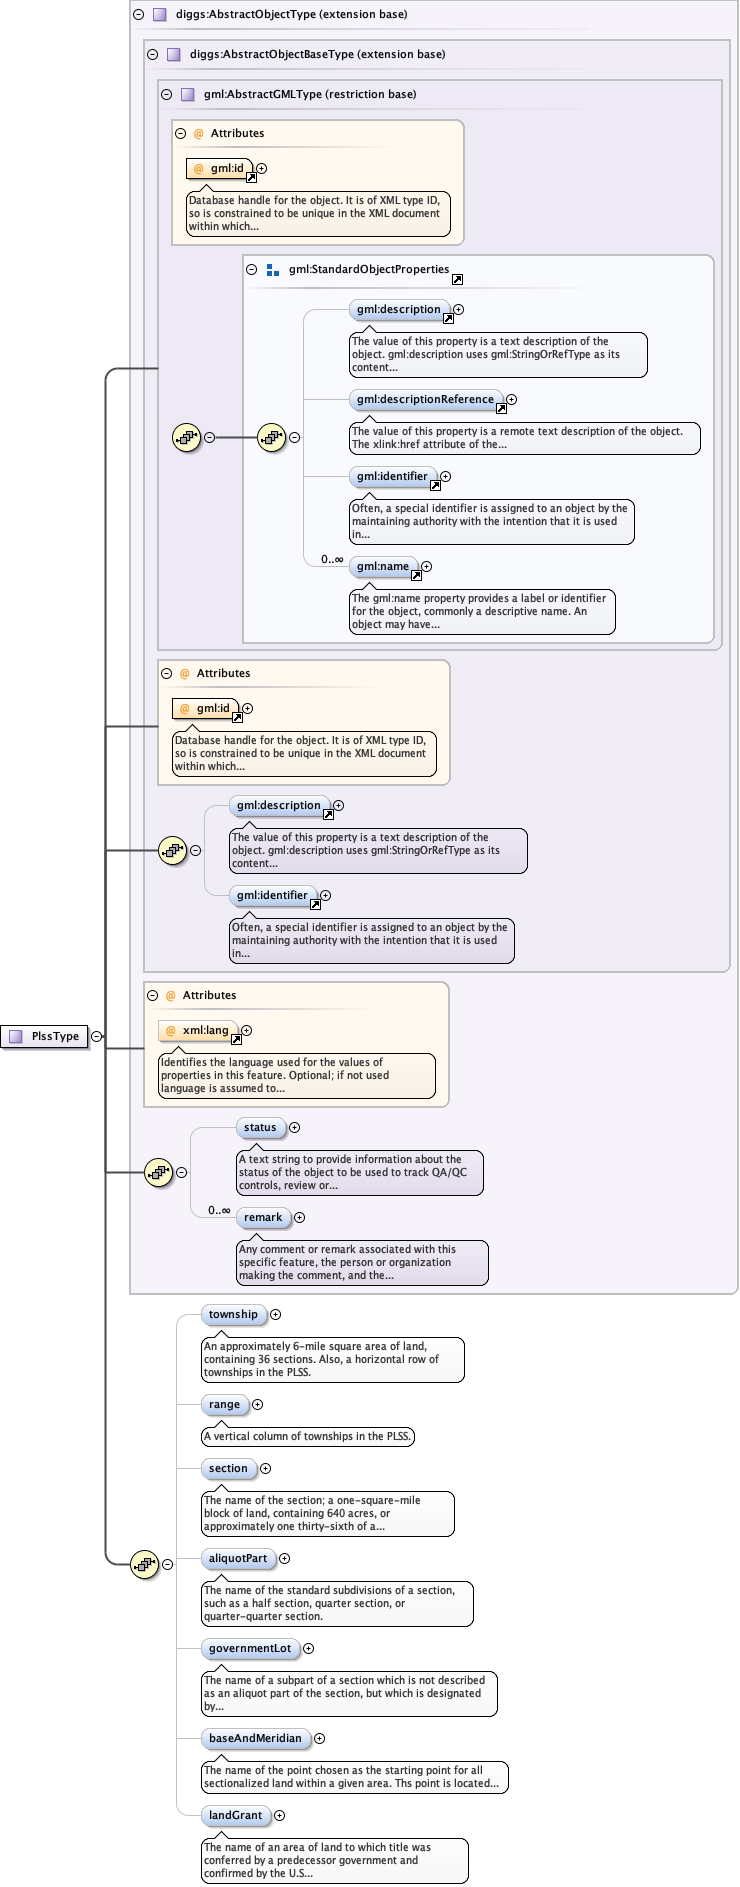 diggs:AbstractObjectType (extension base)
diggs:AbstractObjectBaseType (extension base)
gml:AbstractGMLType (restriction base)
@ Attributes
@ gml:id
Database handle for the object. It is of XML type ID,
so is constrained to be unique in the XML document
within which...
gml:StandardObjectProperties
gml:description
The value of this property is a text description of the
object. gml:description uses gml:StringOrRefType as its
content...
gml:descriptionReference
The value of this property is a remote text description of the object.
The xlink:href attribute of the...
gml:identifier
Often, a special identifier is assigned to an object by the
maintaining authority with the intention that it is used
in...
0..∞
gml:name
The gml:name property provides a label or identifier
for the object, commonly a descriptive name. An
object may have...
@ Attributes
@ gml:id
Database handle for the object. It is of XML type ID,
so is constrained to be unique in the XML document
within which...
gml:description
The value of this property is a text description of the
object. gml:description uses gml:StringOrRefType as its
content...
gml:identifier
Often, a special identifier is assigned to an object by the
maintaining authority with the intention that it is used
in...
@ Attributes
PlssType
@ xml:lang
Identifies the language used for the values of
properties in this feature. Optional; if not used
language is assumed to...
status
A text string to provide information about the
status of the object to be used to track QA/QC
controls, review or...
0..∞
remark
Any comment or remark associated with this
specific feature, the person or organization
making the comment, and the...
township
An approximately 6-mile square area of land,
containing 36 sections. Also, a horizontal row of
townships in the PLSS.
range
A vertical column of townships in the PLSS.
section
The name of the section; a one-square-mile
block of land, containing 640 acres, or
approximately one thirty-sixth of a...
aliquotPart
The name of the standard subdivisions of a section,
such as a half section, quarter section, or
quarter-quarter section.
governmentLot
The name of a subpart of a section which is not described
as an aliquot part of the section, but which is designated
by...
baseAndMeridian
The name of the point chosen as the starting point for all
sectionalized land within a given area. Ths point is located...
landGrant
The name of an area of land to which title was
conferred by a predecessor government and
confirmed by the U.S...